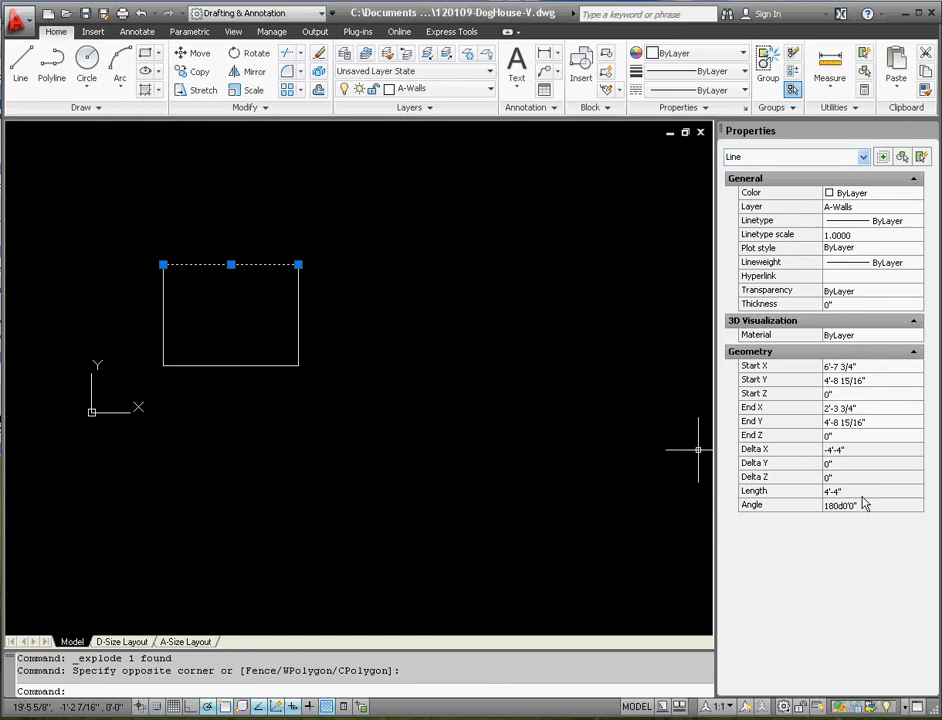 Drafting & Annotation
C:\Documents ...\120109-DogHouse-V.dwg
Type a keyword or phrase
Sign In
Home Insert Annotate Parametric View Manage Output Plug-ins Online Express Tools
Line Polyline Circle Arc
Move Rotate
Copy Mirror
Stretch Scale
Unsaved Layer State
A-Walls
Text
Insert
ByLayer
ByLayer
ByLayer
Group Measure Paste
Draw Modify Layers Annotation Block Properties Groups Utilities Clipboard
Properties
Line
General
Color ByLayer
Layer A-Walls
Linetype ByLayer
Linetype scale 1.0000
Plot style ByLayer
Lineweight ByLayer
Hyperlink
Transparency ByLayer
Thickness 0"
3D Visualization
Material ByLayer
Geometry
Start X 6'-7 3/4"
Start Y 4'-8 15/16"
Start Z 0"
End X 2'-3 3/4"
End Y 4'-8 15/16"
End Z 0"
Delta X -4'-4"
Delta Y 0"
Delta Z 0"
Length 4'-4"
Angle 180d0'0"
Y
X
Model D-Size Layout A-Size Layout
Command: _explode 1 found
Command: Specify opposite corner or [Fence/WPolygon/CPolygon]:
Command:
19'-5 5/8", -1'-2 7/16", 0'-0" MODEL 1:1